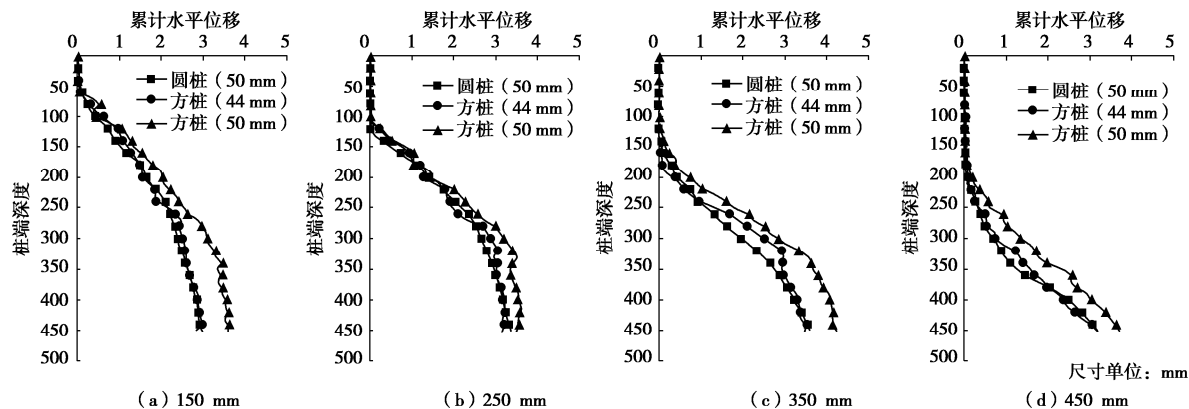 累计水平位移
0 1 2 3 4 5
50
100
150
200
250
300
350
400
450
500
桩端深度
圆桩（50 mm）
方桩（44 mm）
方桩（50 mm）
（a）150 mm
累计水平位移
0 1 2 3 4 5
50
100
150
200
250
300
350
400
450
500
桩端深度
圆桩（50 mm）
方桩（44 mm）
方桩（50 mm）
（b）250 mm
累计水平位移
0 1 2 3 4 5
50
100
150
200
250
300
350
400
450
500
桩端深度
圆桩（50 mm）
方桩（44 mm）
方桩（50 mm）
（c）350 mm
累计水平位移
0 1 2 3 4 5
50
100
150
200
250
300
350
400
450
500
桩端深度
圆桩（50 mm）
方桩（44 mm）
方桩（50 mm）
尺寸单位：mm
（d）450 mm